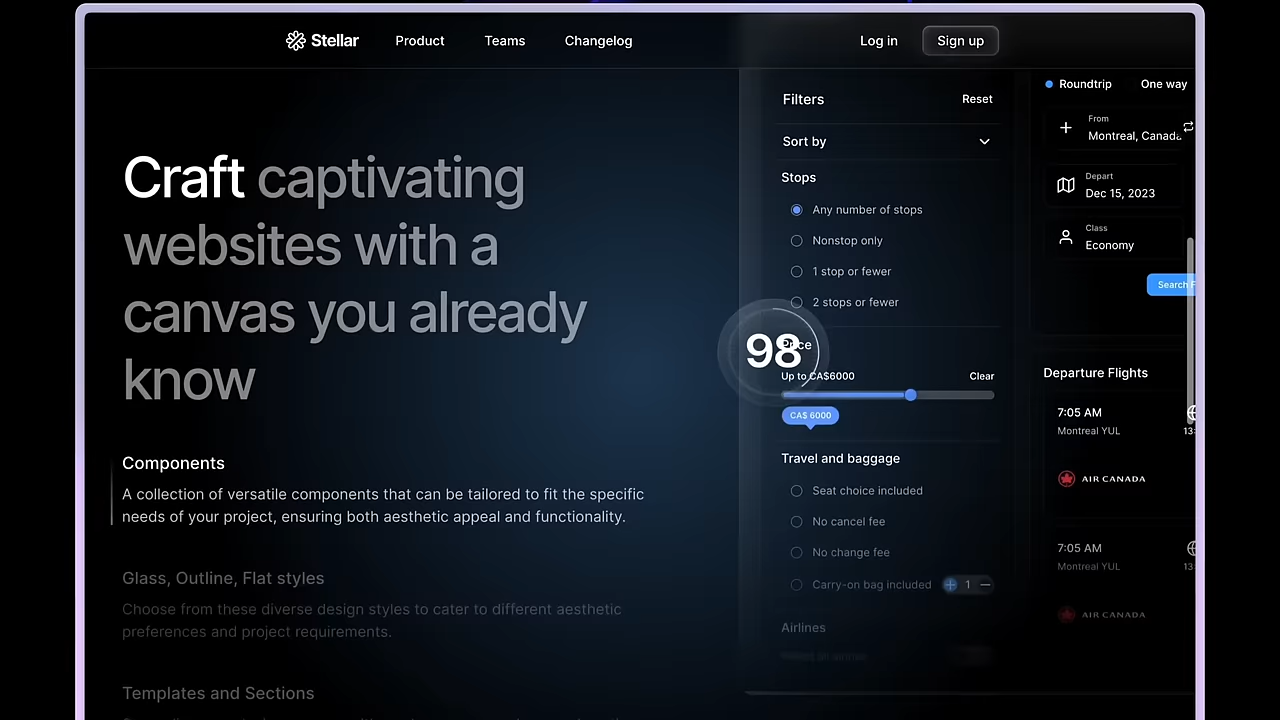 Stellar
Product
Teams
Changelog
Log in
Sign up
Craft captivating
websites with a
canvas you already
know
Components
A collection of versatile components that can be tailored to fit the specific
needs of your project, ensuring both aesthetic appeal and functionality.
Glass, Outline, Flat styles
Choose from these diverse design styles to cater to different aesthetic
preferences and project requirements.
Templates and Sections
Filters
Reset
Sort by
Stops
Any number of stops
Nonstop only
1 stop or fewer
2 stops or fewer
98
Price
Up to CA$6000
Clear
CA$ 6000
Travel and baggage
Seat choice included
No cancel fee
No change fee
Carry-on bag included
1
Airlines
Roundtrip
One way
From
Montreal, Canada
Depart
Dec 15, 2023
Class
Economy
Search F
Departure Flights
7:05 AM
Montreal YUL
13:
AIR CANADA
7:05 AM
Montreal YUL
13:
AIR CANADA